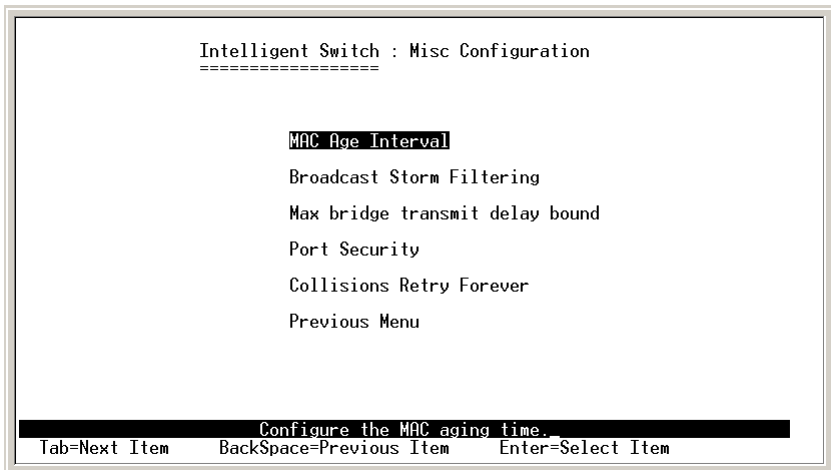 Intelligent Switch : Misc Configuration
==================
MAC Age Interval
Broadcast Storm Filtering
Max bridge transmit delay bound
Port Security
Collisions Retry Forever
Previous Menu
Configure the MAC aging time._
Tab=Next Item BackSpace=Previous Item Enter=Select Item